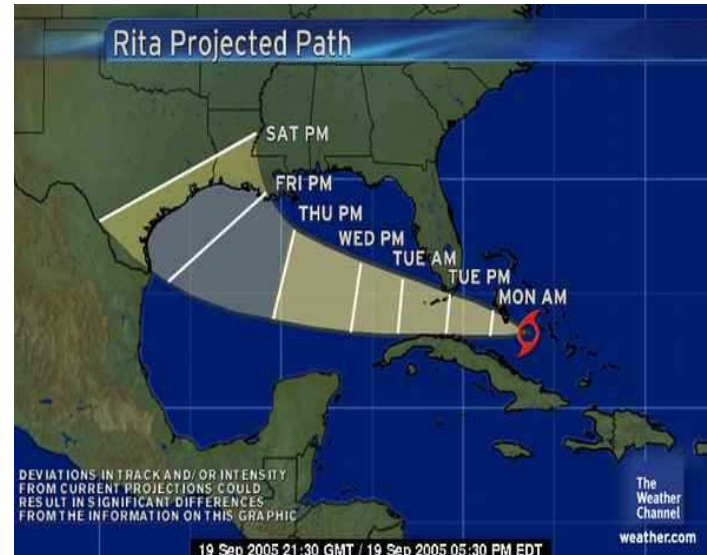 Rita Projected Path
SAT PM
FRI PM
THU PM
WED PM
TUE AM
TUE PM
MON AM
DEVIATIONS IN TRACK AND/OR INTENSITY
FROM CURRENT PROJECTIONS COULD
RESULT IN SIGNIFICANT DIFFERENCES
FROM THE INFORMATION ON THIS GRAPHIC
The
Weather
Channel
weather.com
19 Sep 2005 21:30 GMT / 19 Sep 2005 05:30 PM EDT